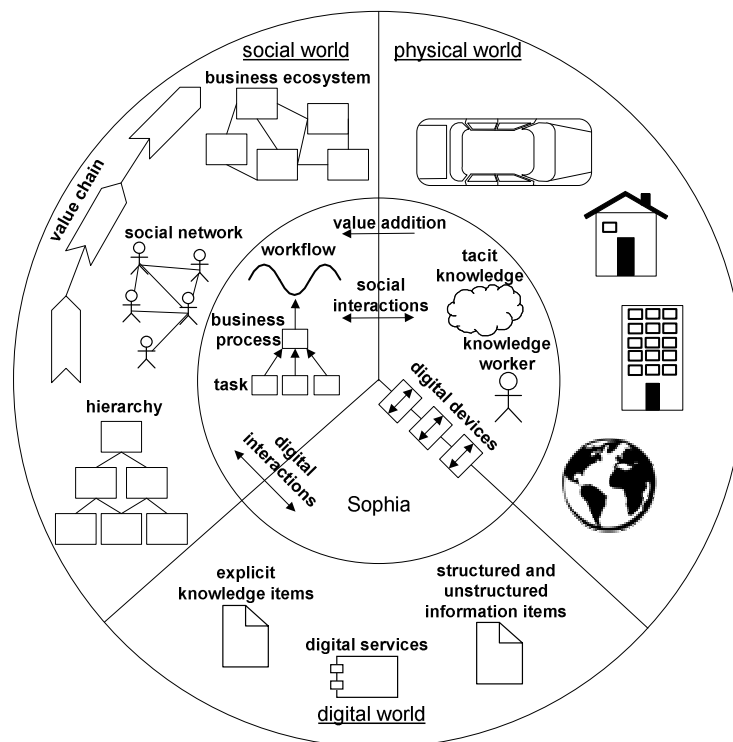 social world
physical world
business ecosystem
value chain
social network
value addition
workflow
tacit
knowledge
social
interactions
business
process
knowledge
worker
task
digital devices
hierarchy
digital
interactions
Sophia
explicit
knowledge items
structured and
unstructured
information items
digital services
digital world